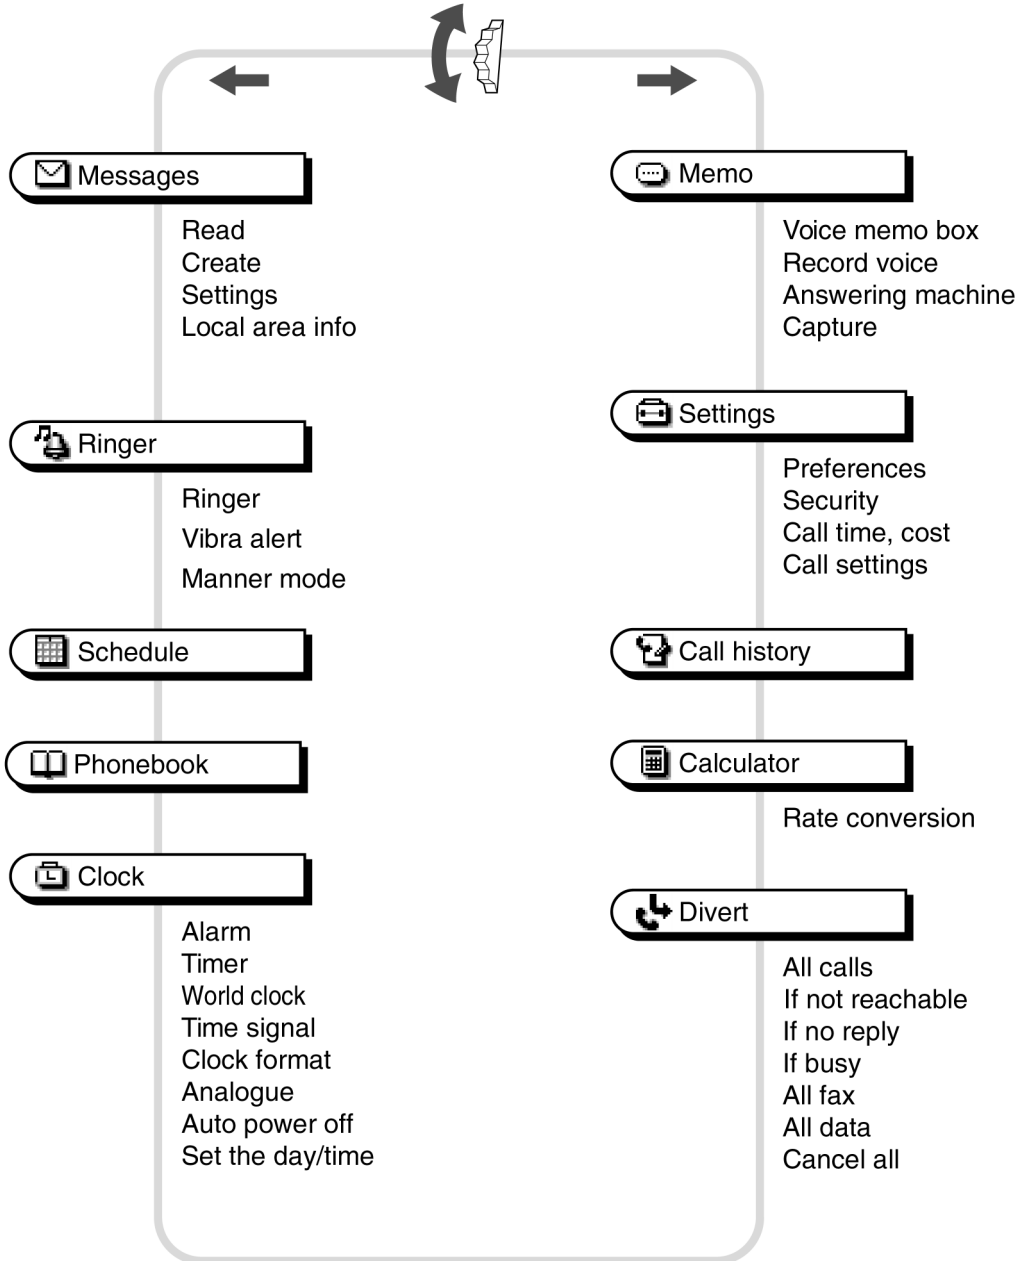 Messages
Read
Create
Settings
Local area info
Ringer
Ringer
Vibra alert
Manner mode
Schedule
Phonebook
Clock
Alarm
Timer
World clock
Time signal
Clock format
Analogue
Auto power off
Set the day/time
Memo
Voice memo box
Record voice
Answering machine
Capture
Settings
Preferences
Security
Call time, cost
Call settings
Call history
Calculator
Rate conversion
Divert
All calls
If not reachable
If no reply
If busy
All fax
All data
Cancel all